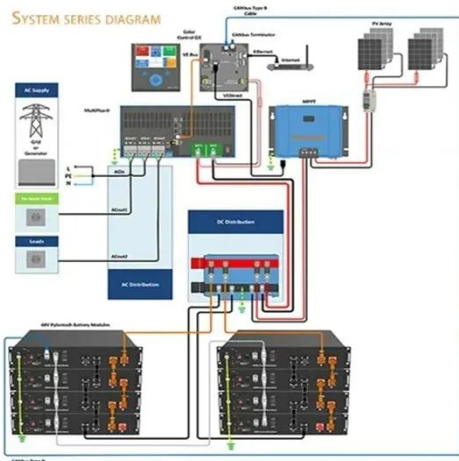 SYSTEM SERIES DIAGRAM
CANbus Type B
Cable
Color
Control GX
CANbus Terminator
VE Bus
Ethernet
Internet
VE Direct
PV Array
AC Supply
Grid
or
Generator
MultiPlus-II
MPPT
L
PE
N
ACin
ACout1
Loads
ACout2
AC Distribution
DC Distribution
48V Pylontech Battery Modules